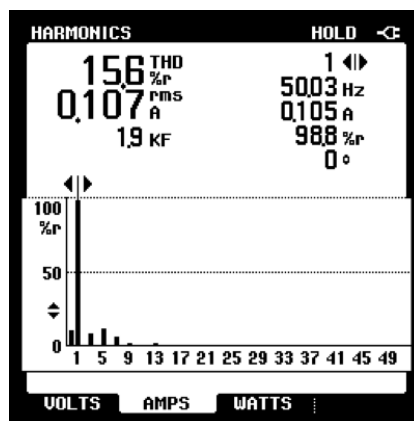 HARMONICS HOLD
15.6 THD %r
0.107 rms A
1.9 KF
1
50.03 Hz
0.105 A
98.8 %r
0 °
100
%r
50
0
1 5 9 13 17 21 25 29 33 37 41 45 49
VOLTS AMPS WATTS